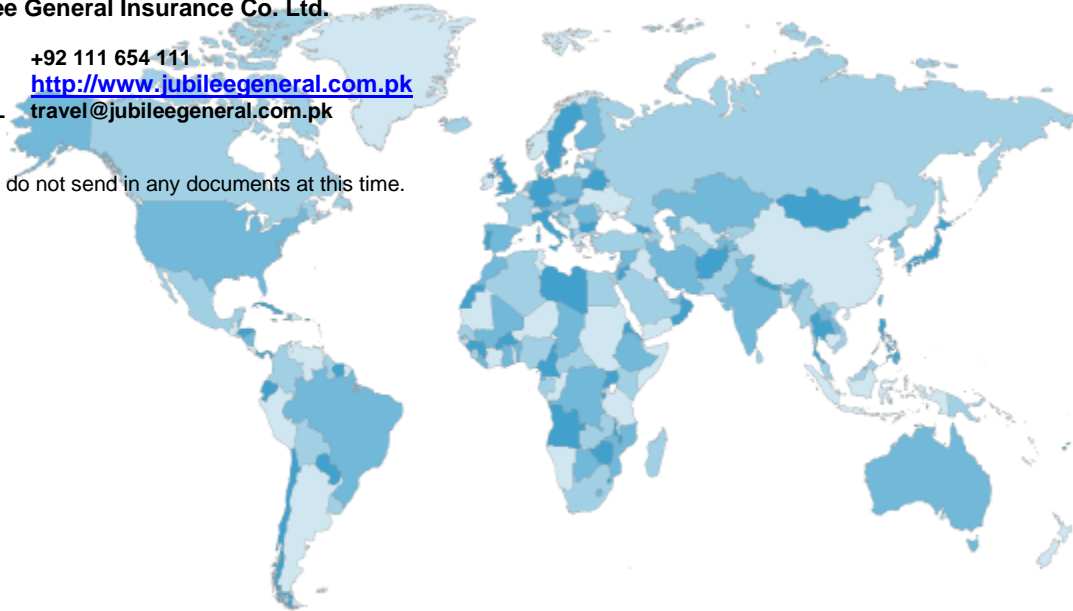 General Insurance Co. Ltd.
+92 111 654 111
http://www.jubileegeneral.com.pk
travel@jubileegeneral.com.pk
do not send in any documents at this time.